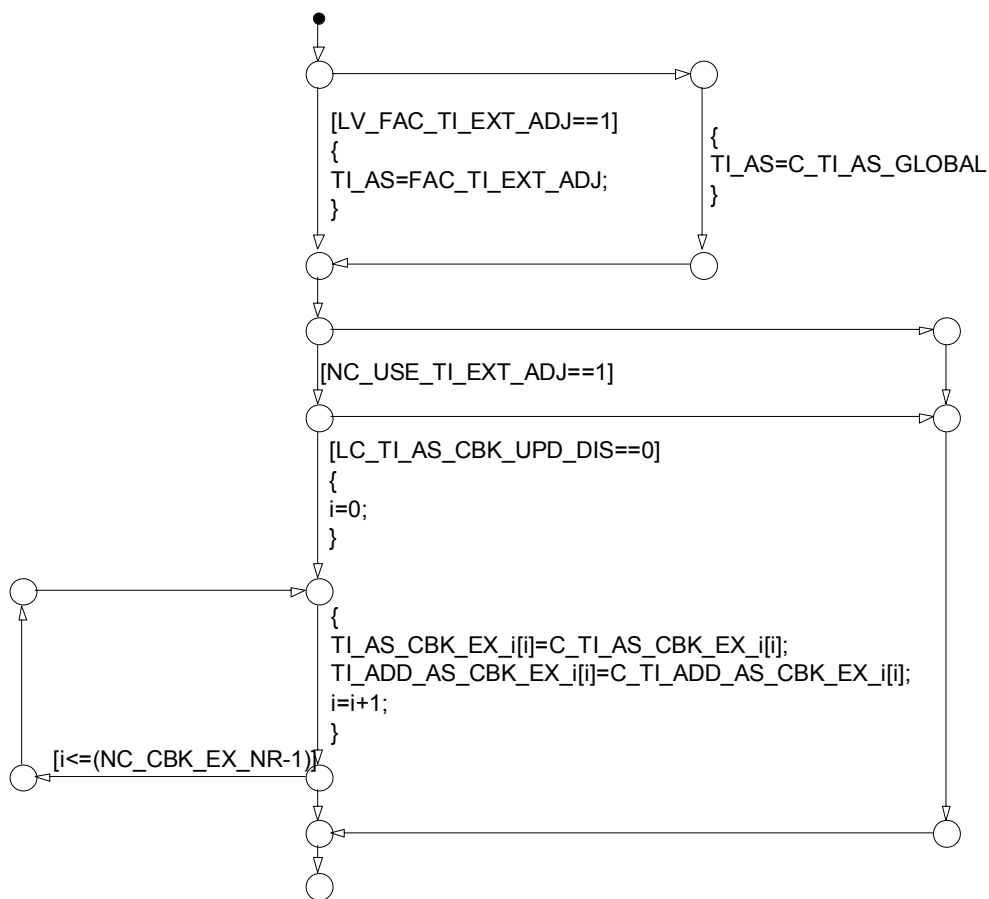 [LV_FAC_TI_EXT_ADJ==1]
{
TI_AS=FAC_TI_EXT_ADJ;
}
{
TI_AS=C_TI_AS_GLOBAL
}
[NC_USE_TI_EXT_ADJ==1]
[LC_TI_AS_CBK_UPD_DIS==0]
{
i=0;
}
{
TI_AS_CBK_EX_i[i]=C_TI_AS_CBK_EX_i[i];
TI_ADD_AS_CBK_EX_i[i]=C_TI_ADD_AS_CBK_EX_i[i];
i=i+1;
}
[i<=(NC_CBK_EX_NR-1)]